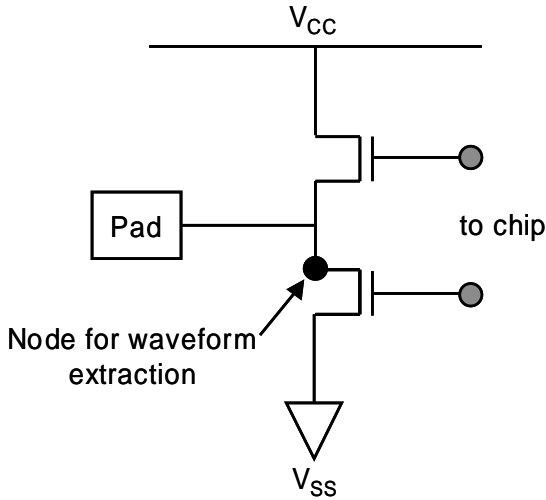 VCC
Pad
to chip
Node for waveform
extraction
VSS